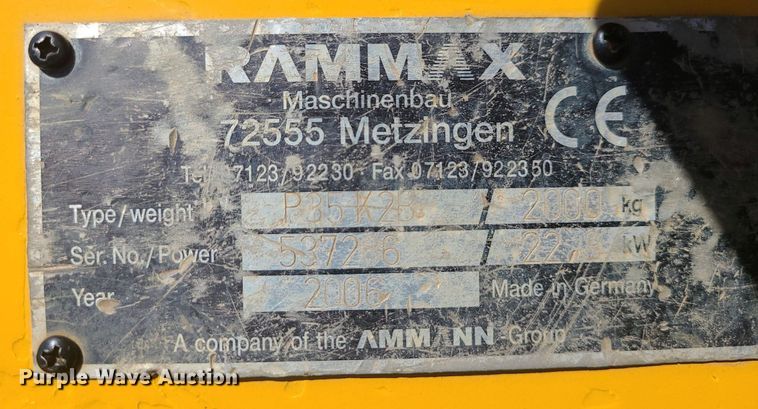 RAMMAX
Maschinenbau
72555 Metzingen
CE
Tel. 07123/92230 - Fax 07123/922350
Type/weight / 2000 kg
Ser. No./Power / kW
Year 2006 Made in Germany
A company of the AMMANN Group
Purple Wave Auction